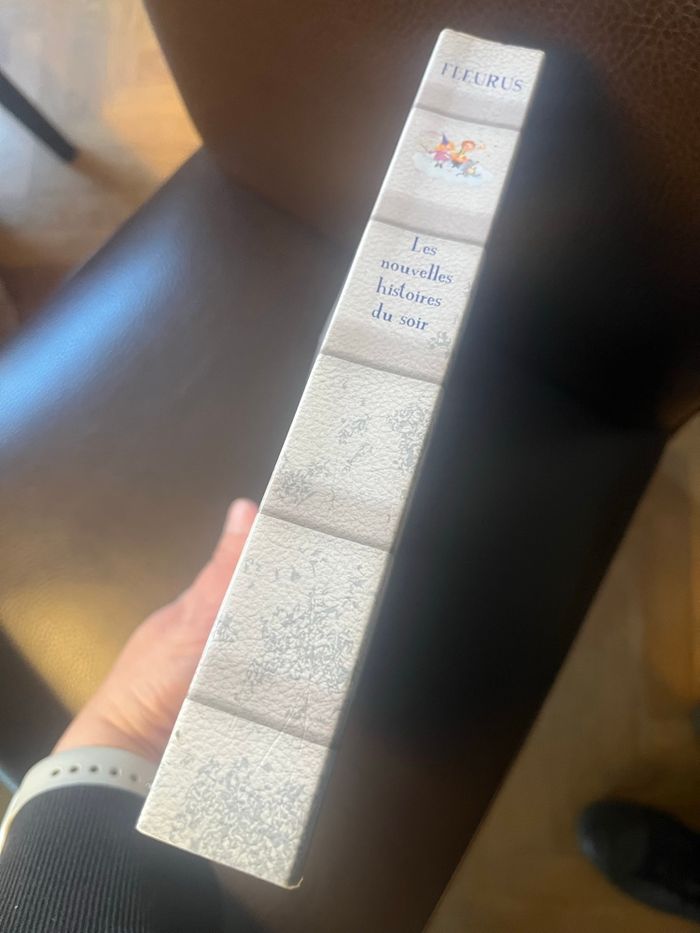 FLEURUS
Les
nouvelles
histoires
du soir